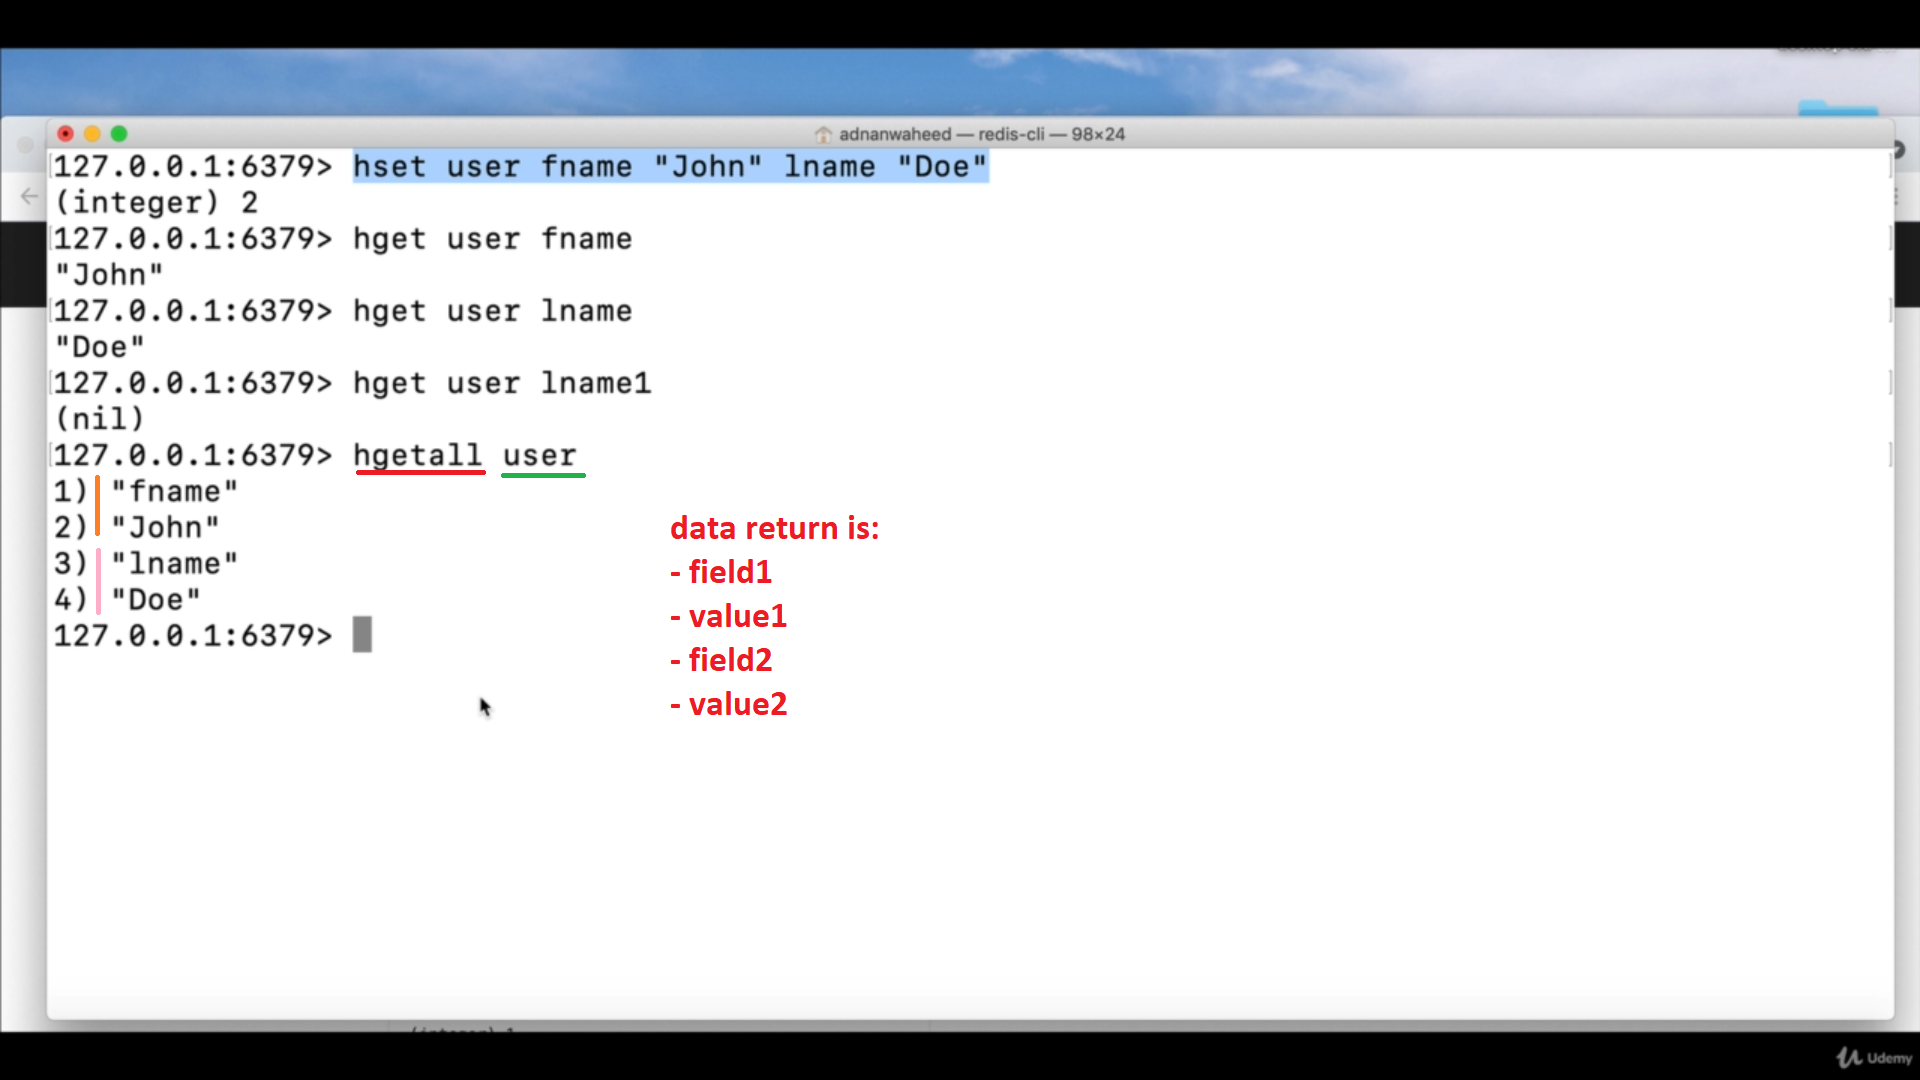 adnanwaheed — redis-cli — 98×24
127.0.0.1:6379> hset user fname "John" lname "Doe"
(integer) 2
127.0.0.1:6379> hget user fname
"John"
127.0.0.1:6379> hget user lname
"Doe"
127.0.0.1:6379> hget user lname1
(nil)
127.0.0.1:6379> hgetall user
1) "fname"
2) "John"
3) "lname"
4) "Doe"
127.0.0.1:6379>
data return is:
- field1
- value1
- field2
- value2
Udemy